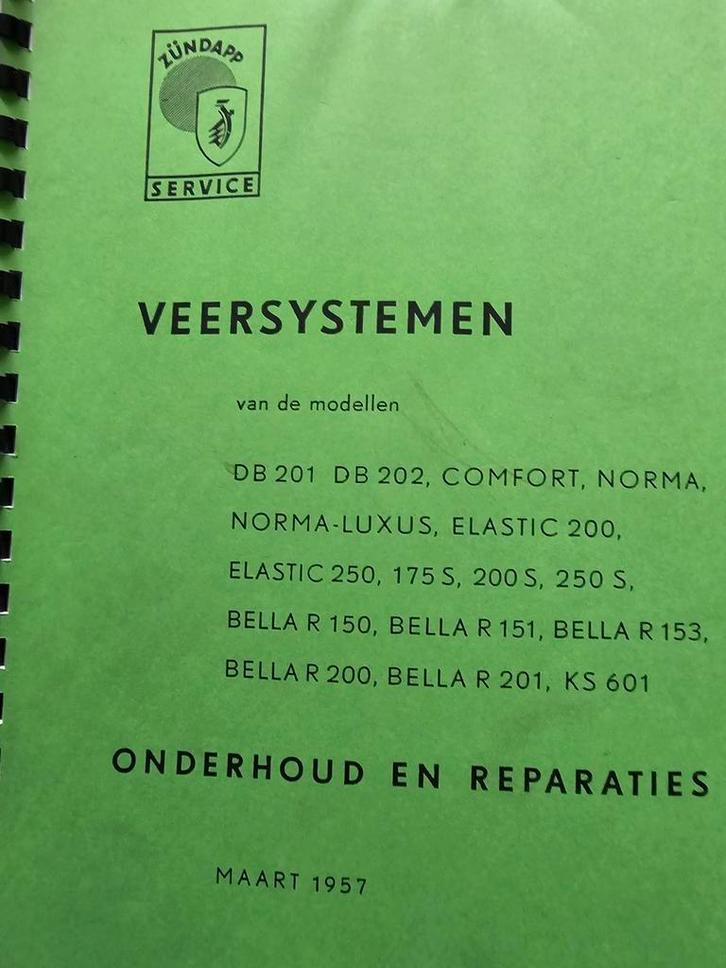 ZÜNDAPP
SERVICE
VEERSYSTEMEN
van de modellen
DB 201 DB 202, COMFORT, NORMA,
NORMA-LUXUS, ELASTIC 200,
ELASTIC 250, 175 S, 200 S, 250 S,
BELLA R 150, BELLA R 151, BELLA R 153,
BELLA R 200, BELLA R 201, KS 601
ONDERHOUD EN REPARATIES
MAART 1957